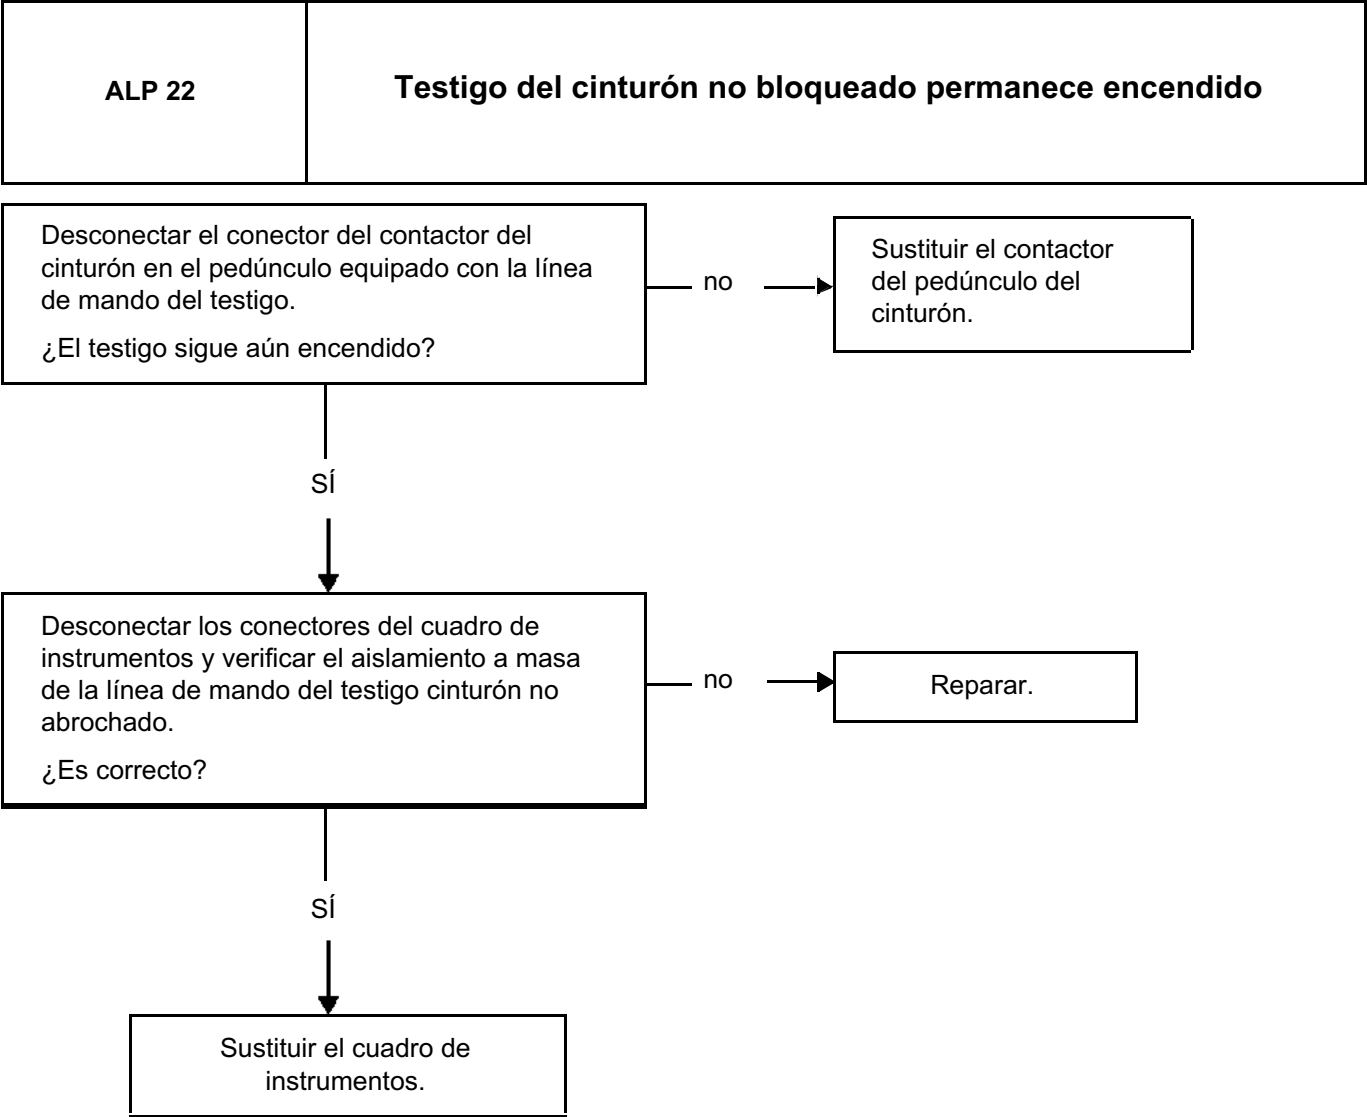 ALP 22
Testigo del cinturón no bloqueado permanece encendido
Desconectar el conector del contactor del
cinturón en el pedúnculo equipado con la línea
de mando del testigo.
¿El testigo sigue aún encendido?
no
Sustituir el contactor
del pedúnculo del
cinturón.
SÍ
Desconectar los conectores del cuadro de
instrumentos y verificar el aislamiento a masa
de la línea de mando del testigo cinturón no
abrochado.
¿Es correcto?
no
Reparar.
SÍ
Sustituir el cuadro de
instrumentos.